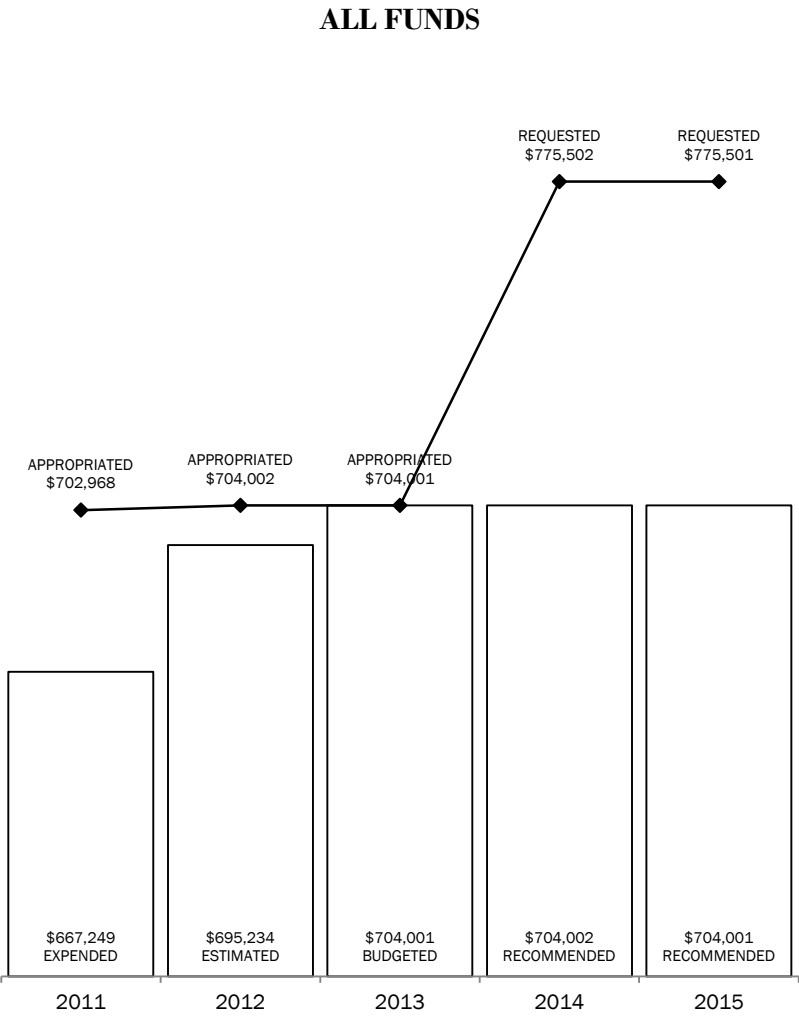 ALL FUNDS
REQUESTED
$775,502
REQUESTED
$775,501
APPROPRIATED
$702,968
APPROPRIATED
$704,002
APPROPRIATED
$704,001
$667,249
EXPENDED
$695,234
ESTIMATED
$704,001
BUDGETED
$704,002
RECOMMENDED
$704,001
RECOMMENDED
2011
2012
2013
2014
2015